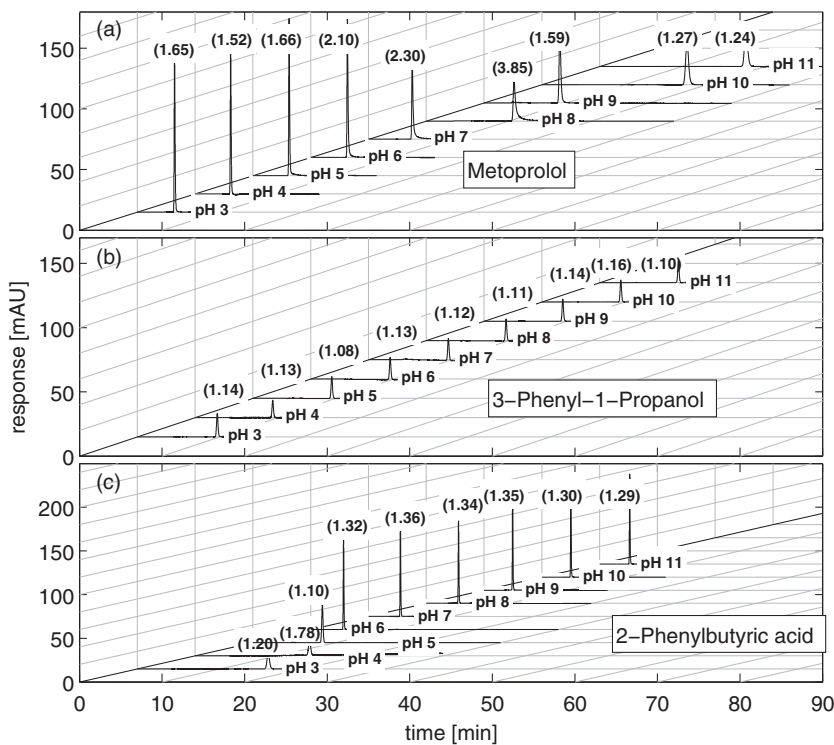 (a)
(1.65)
(1.52)
(1.66)
(2.10)
(2.30)
(3.85)
(1.59)
(1.27)
(1.24)
pH 3
pH 4
pH 5
pH 6
pH 7
pH 8
pH 9
pH 10
pH 11
Metoprolol
0
50
100
150
(b)
(1.14)
(1.13)
(1.08)
(1.13)
(1.12)
(1.11)
(1.14)
(1.16)
(1.10)
pH 3
pH 4
pH 5
pH 6
pH 7
pH 8
pH 9
pH 10
pH 11
3−Phenyl−1−Propanol
0
50
100
150
response [mAU]
(c)
(1.20)
(1.78)
(1.10)
(1.32)
(1.36)
(1.34)
(1.35)
(1.30)
(1.29)
pH 3
pH 4
pH 5
pH 6
pH 7
pH 8
pH 9
pH 10
pH 11
2−Phenylbutyric acid
0
50
100
150
200
0 10 20 30 40 50 60 70 80 90
time [min]